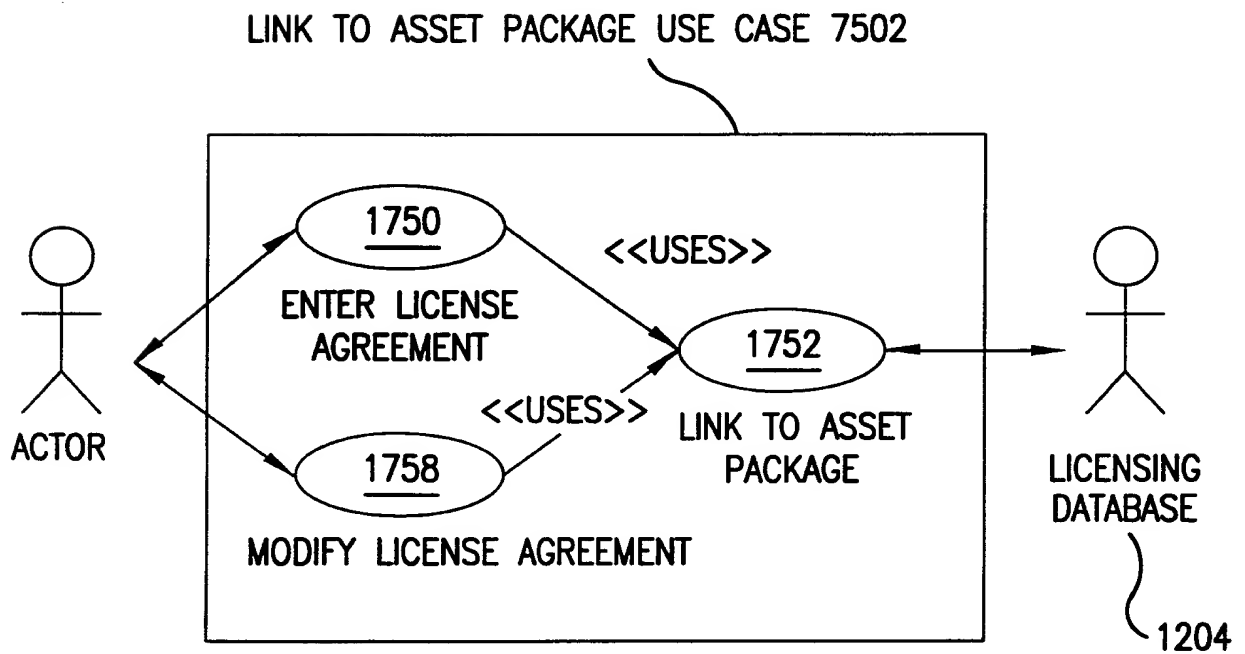 LINK TO ASSET PACKAGE USE CASE 7502
1750
<<USES>>
ENTER LICENSE
AGREEMENT
1752
<<USES>>
LINK TO ASSET
PACKAGE
ACTOR
1758
MODIFY LICENSE AGREEMENT
LICENSING
DATABASE
1204